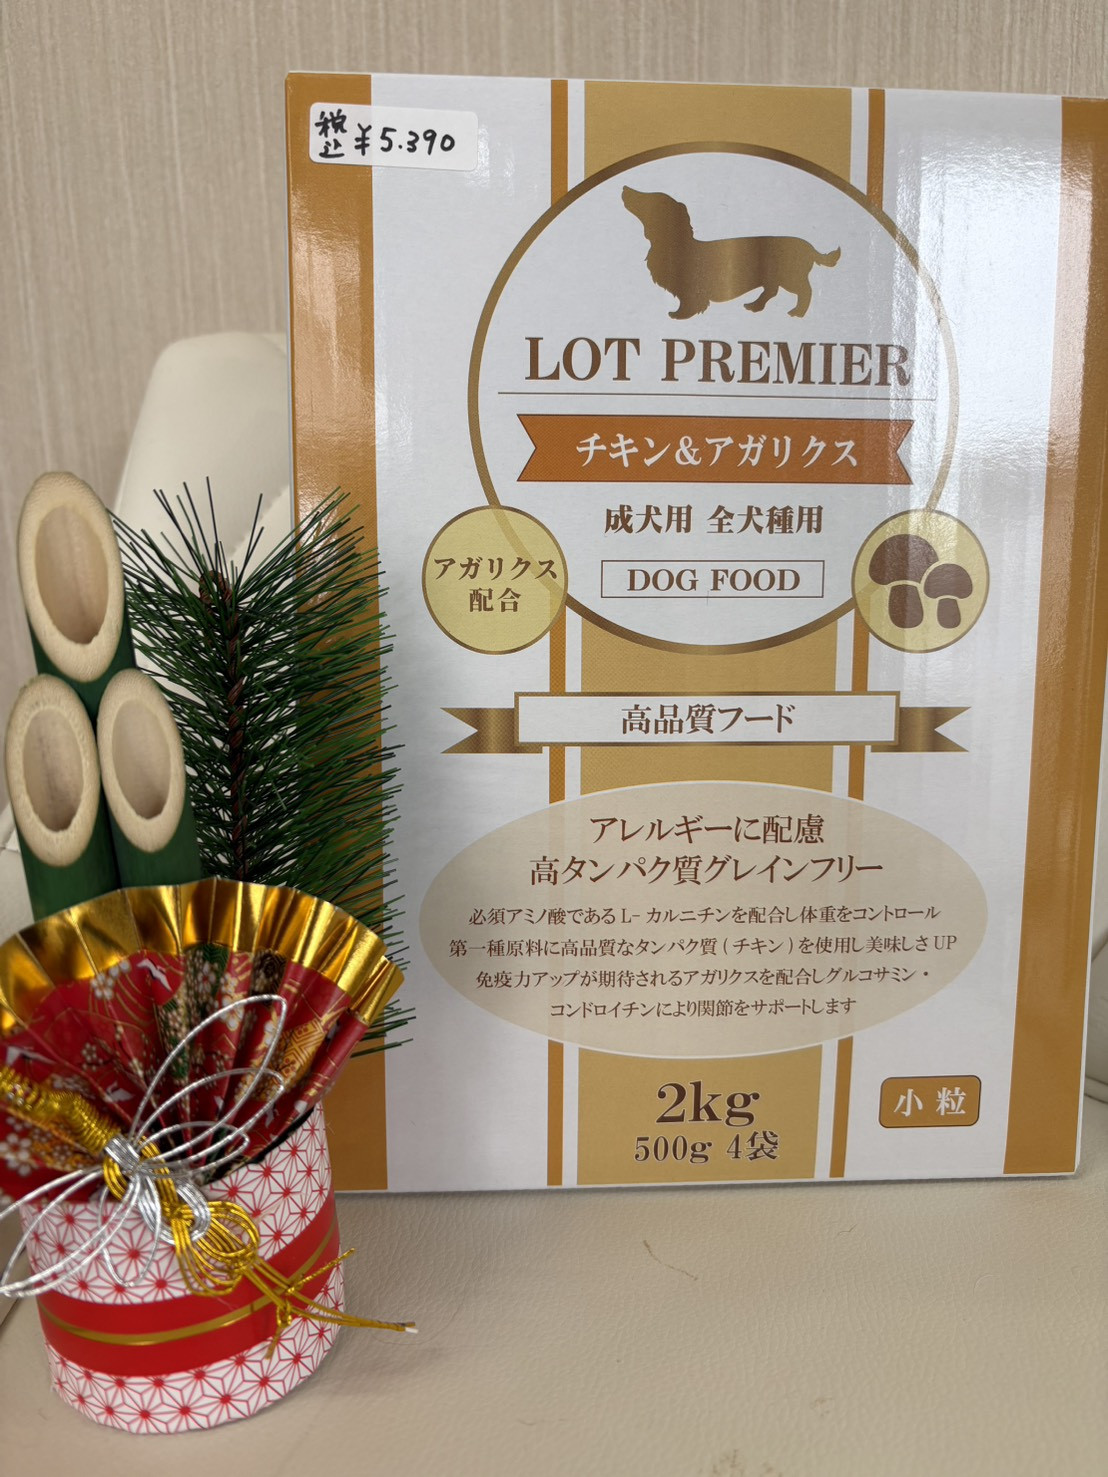 税込 ¥5.390
LOT PREMIER
チキン&アガリクス
成犬用 全犬種用
DOG FOOD
アガリクス
配合
高品質フード
アレルギーに配慮
高タンパク質グレインフリー
必須アミノ酸であるL-カルニチンを配合し体重をコントロール
第一種原料に高品質なタンパク質(チキン)を使用し美味しさUP
免疫力アップが期待されるアガリクスを配合しグルコサミン・
コンドロイチンにより関節をサポートします
2kg
500g 4袋
小粒